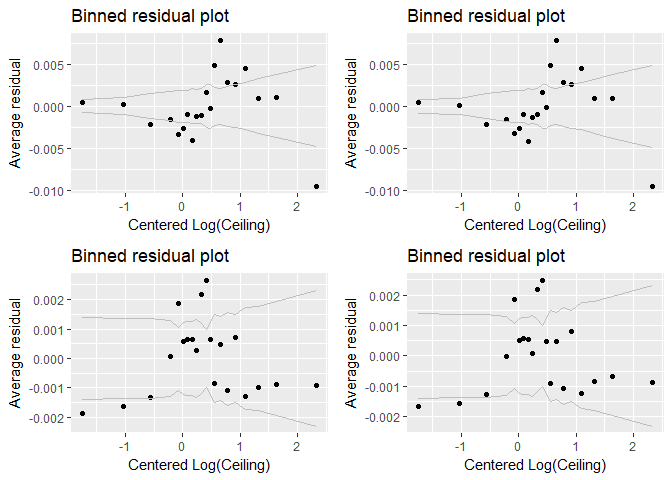 Binned residual plot
Average residual
0.005
0.000
-0.005
-0.010
-1
0
1
2
Centered Log(Ceiling)
Binned residual plot
Average residual
0.005
0.000
-0.005
-0.010
-1
0
1
2
Centered Log(Ceiling)
Binned residual plot
Average residual
0.002
0.001
0.000
-0.001
-0.002
-1
0
1
2
Centered Log(Ceiling)
Binned residual plot
Average residual
0.002
0.001
0.000
-0.001
-0.002
-1
0
1
2
Centered Log(Ceiling)